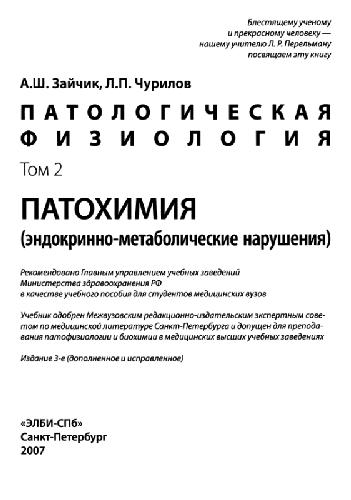 Блестящему ученому
и прекрасному человеку —
нашему учителю Л. Р. Перельману
посвящаем эту книгу
А.Ш. Зайчик, Л.П. Чурилов
ПАТОЛОГИЧЕСКАЯ
ФИЗИОЛОГИЯ
Том 2
ПАТОХИМИЯ
(эндокринно-метаболические нарушения)
Рекомендовано Главным управлением учебных заведений
Министерства здравоохранения РФ
в качестве учебного пособия для студентов медицинских вузов
Учебник одобрен Межвузовским редакционно-издательским экспертным сове-
том по медицинской литературе Санкт-Петербурга и допущен для препода-
вания патофизиологии и биохимии в медицинских высших учебных заведениях
Издание 3-е (дополненное и исправленное)
«ЭЛБИ-СПб»
Санкт-Петербург
2007